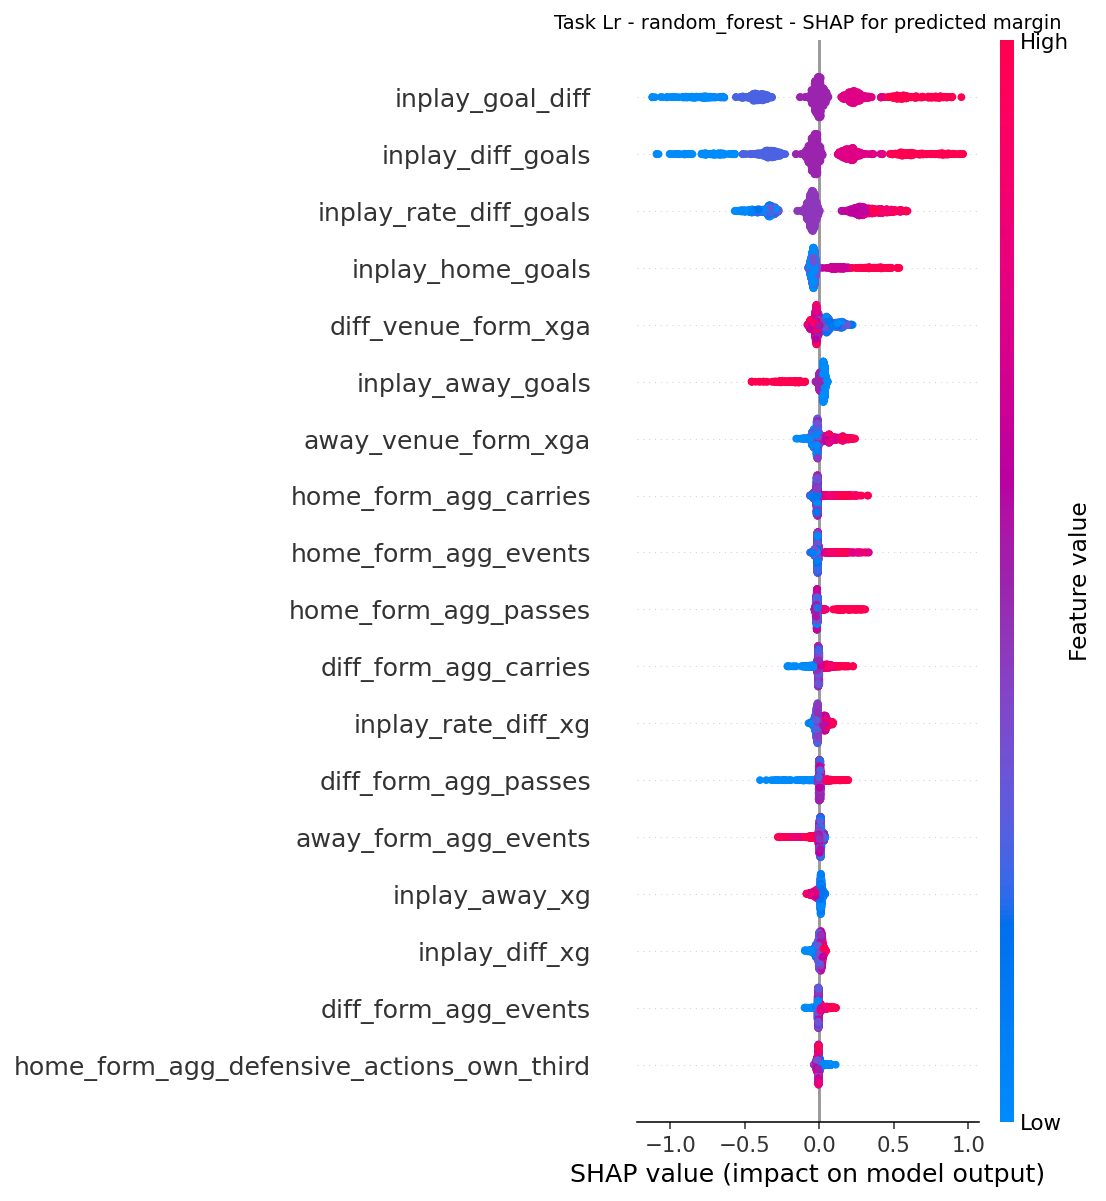 Task Lr - random_forest - SHAP for predicted margin
High
inplay_goal_diff
inplay_diff_goals
inplay_rate_diff_goals
inplay_home_goals
diff_venue_form_xga
inplay_away_goals
away_venue_form_xga
home_form_agg_carries
home_form_agg_events
home_form_agg_passes
diff_form_agg_carries
inplay_rate_diff_xg
diff_form_agg_passes
away_form_agg_events
inplay_away_xg
inplay_diff_xg
diff_form_agg_events
home_form_agg_defensive_actions_own_third
Feature value
Low
−1.0 −0.5 0.0 0.5 1.0
SHAP value (impact on model output)